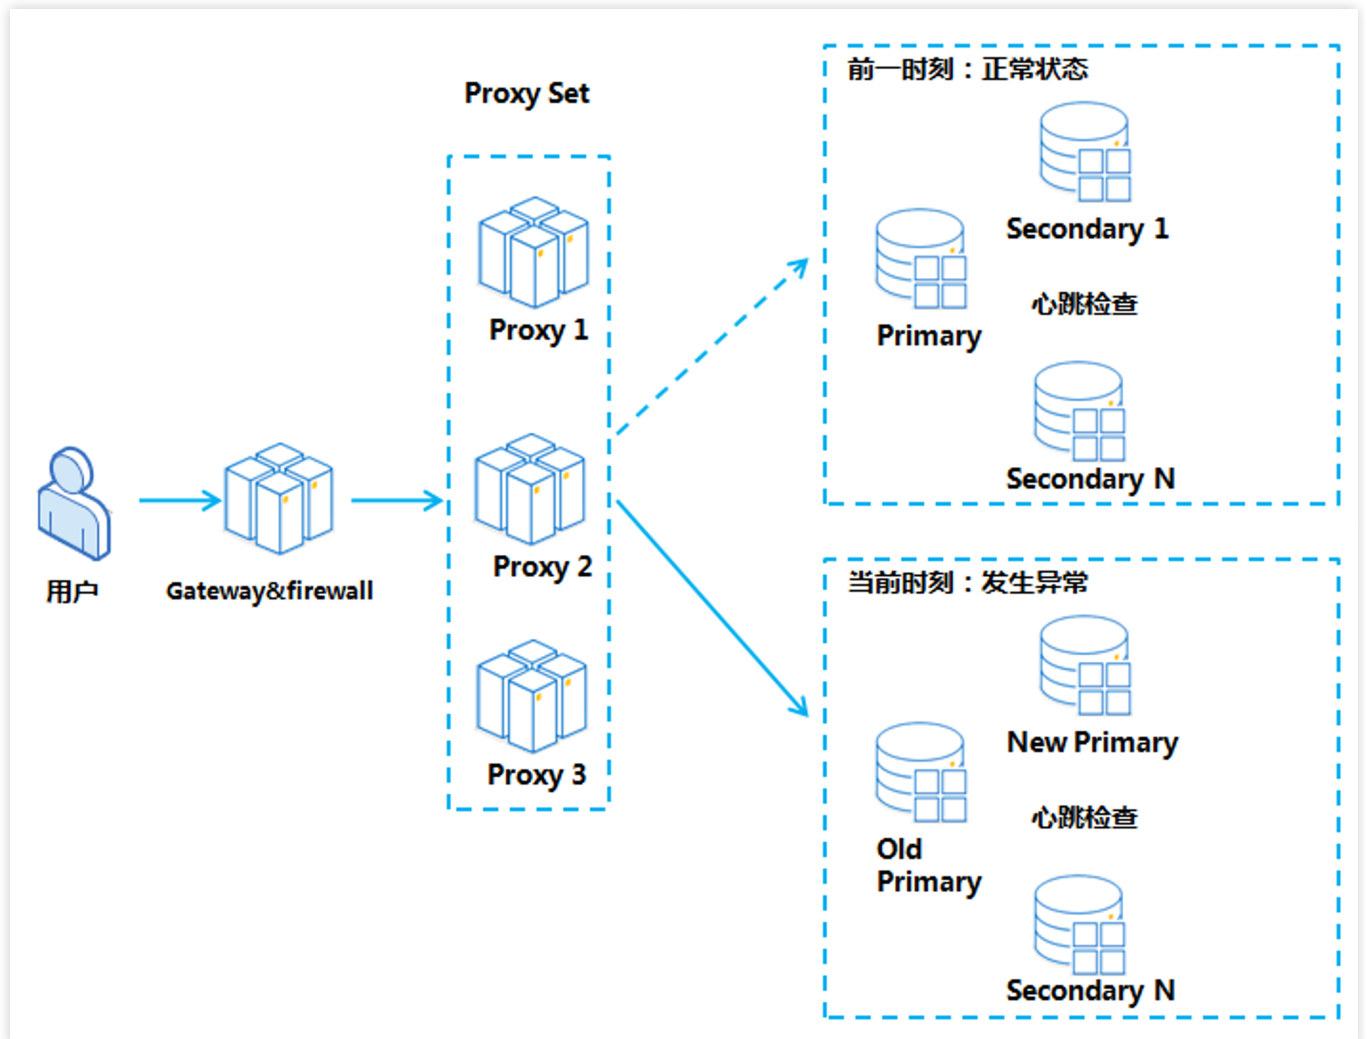 Proxy Set
Proxy 1
Proxy 2
Proxy 3
用户
Gateway&firewall
前一时刻：正常状态
Secondary 1
Primary
心跳检查
Secondary N
当前时刻：发生异常
New Primary
Old
Primary
心跳检查
Secondary N